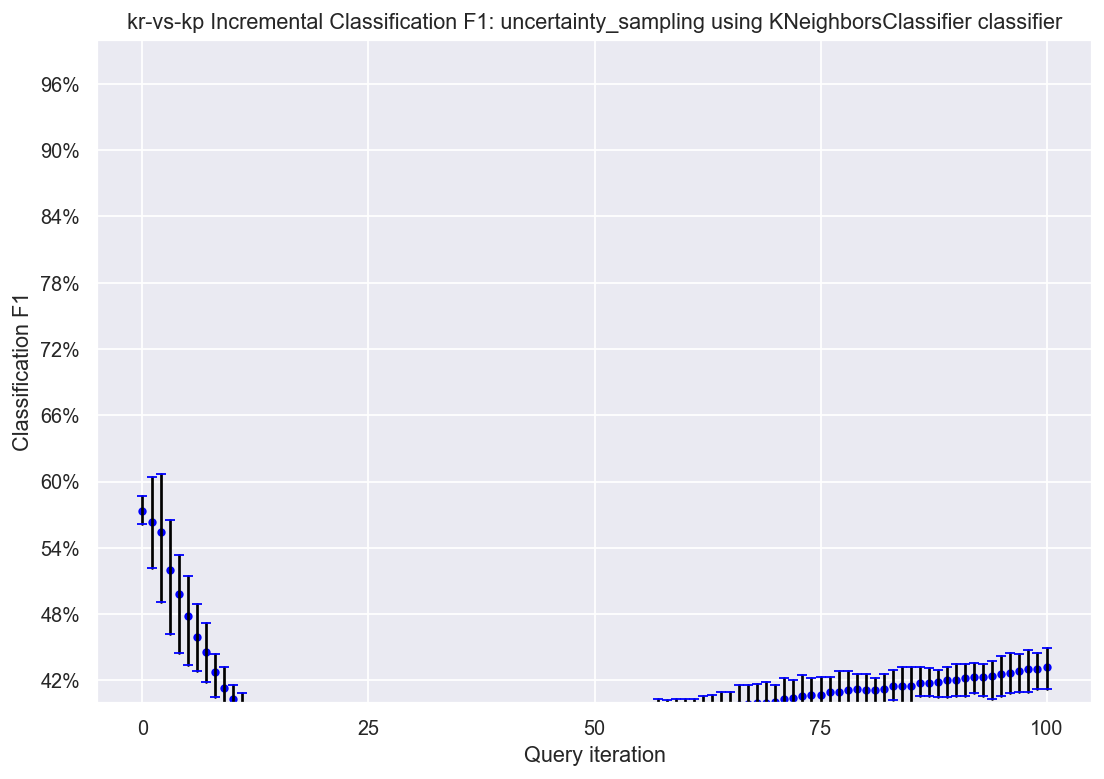 kr-vs-kp Incremental Classification F1: uncertainty_sampling using KNeighborsClassifier classifier
96%
90%
84%
78%
72%
66%
60%
54%
48%
42%
Classification F1
0 25 50 75 100
Query iteration